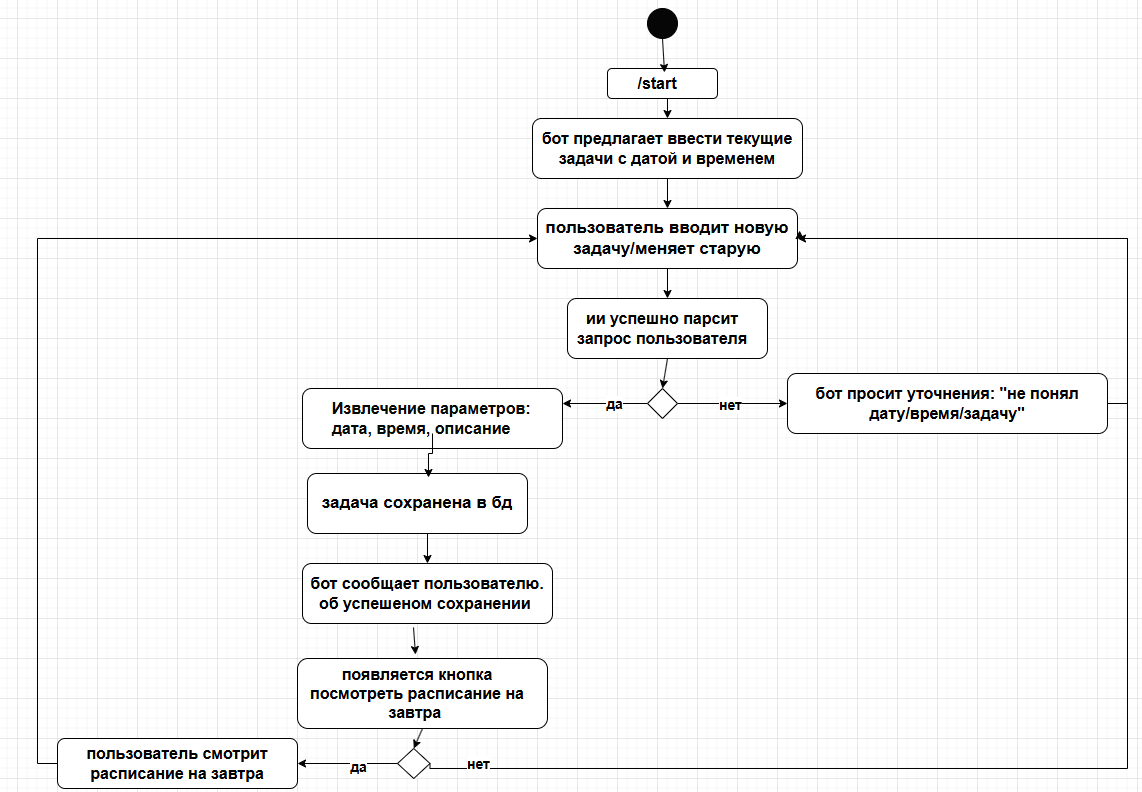 /start
бот предлагает ввести текущие
задачи с датой и временем
пользователь вводит новую
задачу/меняет старую
ии успешно парсит
запрос пользователя
да
нет
Извлечение параметров:
дата, время, описание
бот просит уточнения: "не понял
дату/время/задачу"
задача сохранена в бд
бот сообщает пользователю.
об успешеном сохранении
появляется кнопка
посмотреть расписание на
завтра
да
нет
пользователь смотрит
расписание на завтра